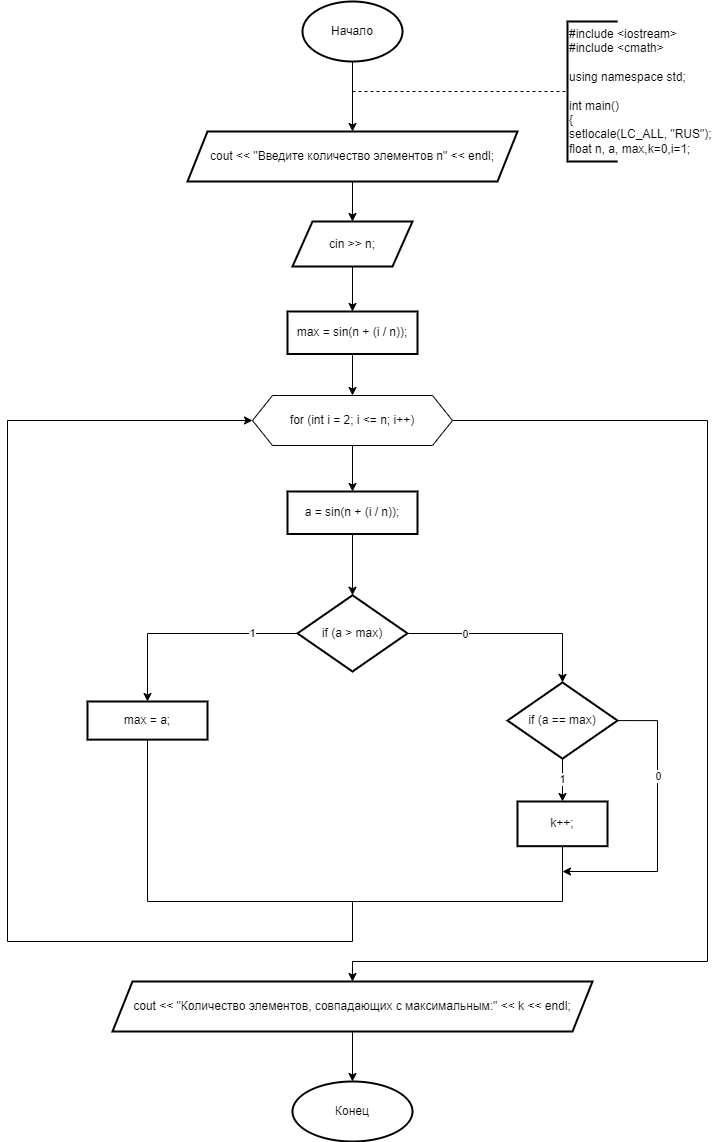 Начало
#include <iostream>
#include <cmath>
using namespace std;
int main()
{
setlocale(LC_ALL, "RUS");
float n, a, max,k=0,i=1;
cout << "Введите количество элементов n" << endl;
cin >> n;
max = sin(n + (i / n));
for (int i = 2; i <= n; i++)
a = sin(n + (i / n));
if (a > max)
1
0
max = a;
if (a == max)
0
1
k++;
cout << "Количество элементов, совпадающих с максимальным:" << k << endl;
Конец